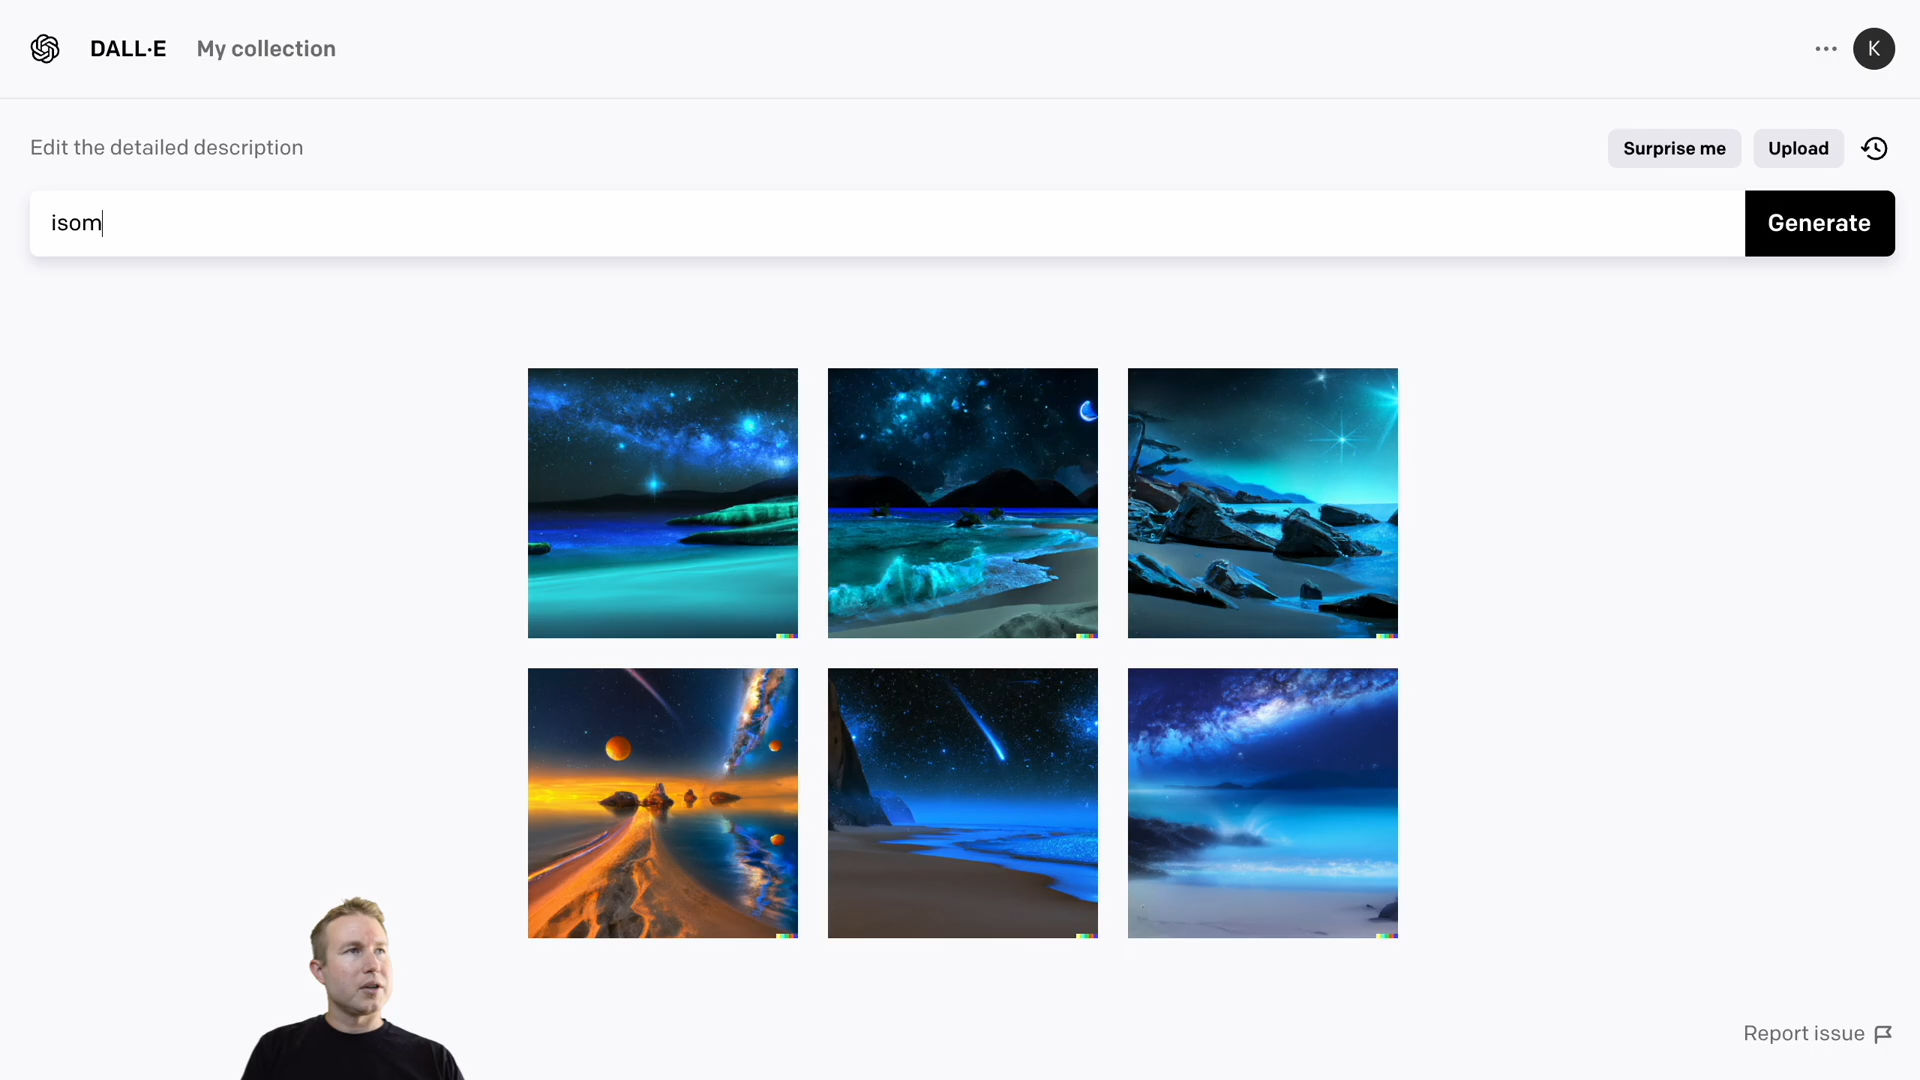 DALL·E My collection
K
Edit the detailed description
Surprise me Upload
isom
Generate
Report issue